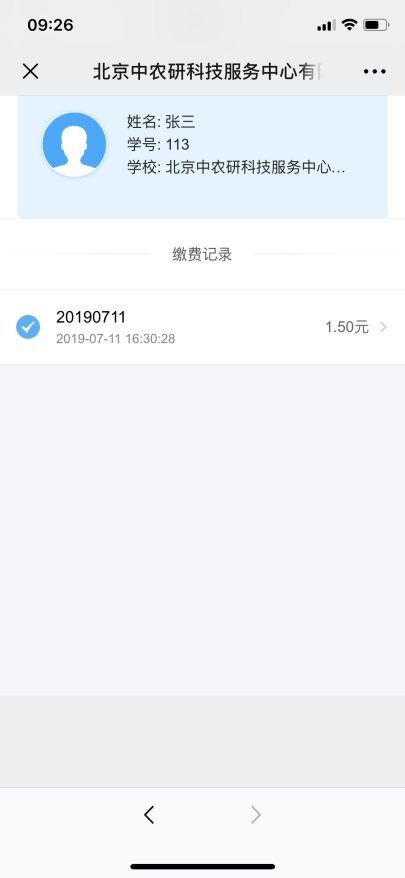 09:26
北京中农研科技服务中心有
姓名: 张三
学号: 113
学校: 北京中农研科技服务中心...
缴费记录
20190711
1.50元
2019-07-11 16:30:28